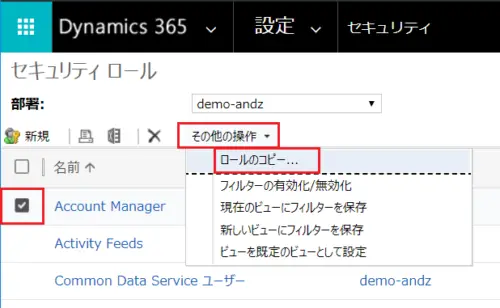 Dynamics 365 設定 セキュリティ
セキュリティ ロール
部署: demo-andz
新規 その他の操作
ロールのコピー...
名前
フィルターの有効化/無効化
現在のビューにフィルターを保存
Account Manager
新しいビューにフィルターを保存
Activity Feeds
ビューを既定のビューとして設定
Common Data Service ユーザー demo-andz